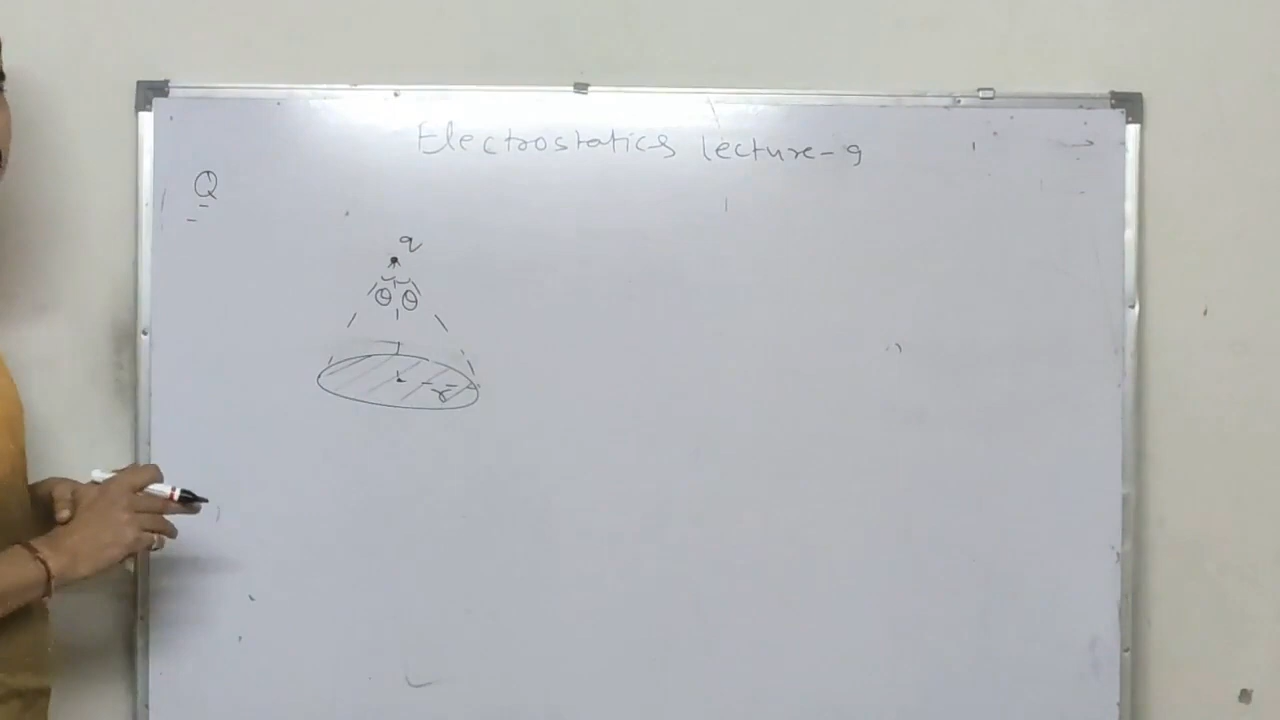 Electrostatics lecture-9
Q
q
θ θ
r